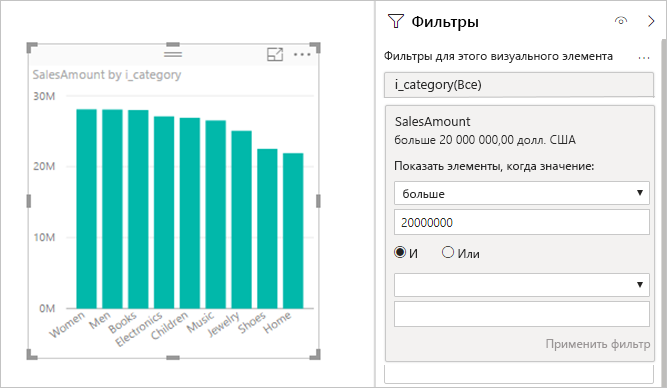 SalesAmount by i_category
30M
20M
10M
0M
Women
Men
Books
Electronics
Children
Music
Jewelry
Shoes
Home
Фильтры
Фильтры для этого визуального элемента
i_category(Все)
SalesAmount
больше 20 000 000,00 долл. США
Показать элементы, когда значение:
больше
20000000
И Или
Применить фильтр